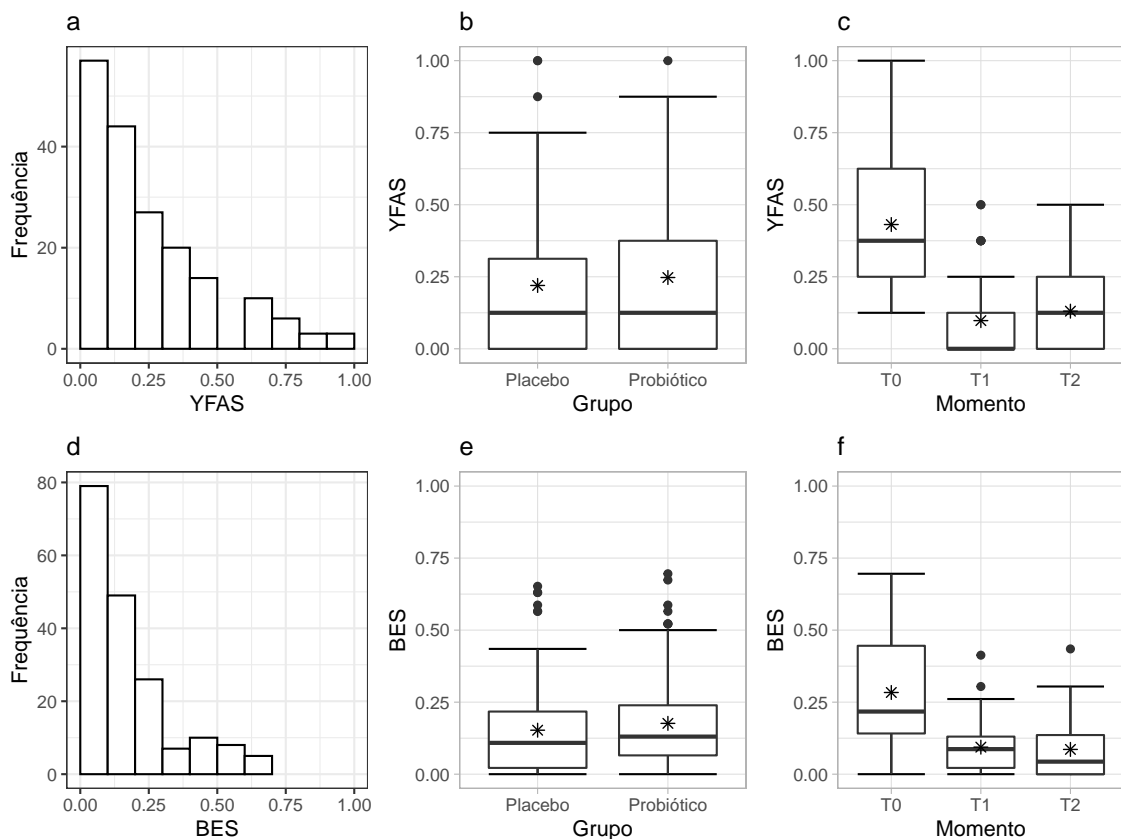 a
Frequência
40
20
0
0.00 0.25 0.50 0.75 1.00
YFAS
b
YFAS
1.00
0.75
0.50
0.25
0.00
Placebo Probiótico
Grupo
c
YFAS
1.00
0.75
0.50
0.25
0.00
T0 T1 T2
Momento
d
Frequência
80
60
40
20
0
0.00 0.25 0.50 0.75 1.00
BES
e
BES
1.00
0.75
0.50
0.25
0.00
Placebo Probiótico
Grupo
f
BES
1.00
0.75
0.50
0.25
0.00
T0 T1 T2
Momento